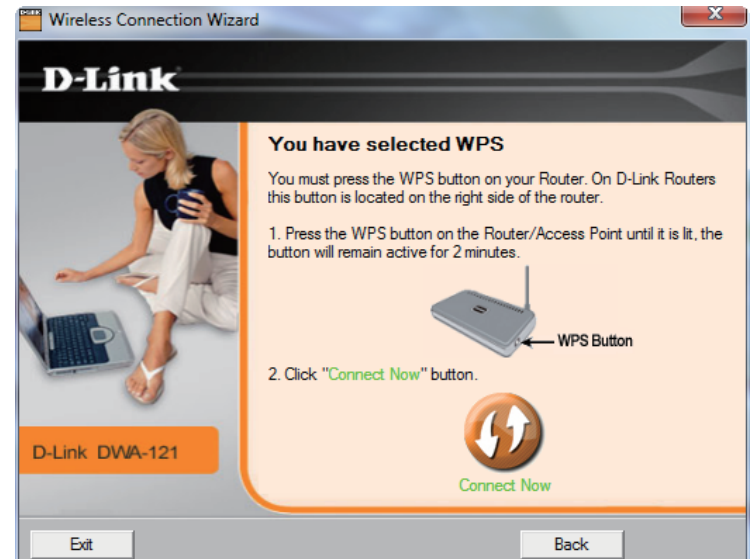 Wireless Connection Wizard
D-Link
You have selected WPS
You must press the WPS button on your Router. On D-Link Routers
this button is located on the right side of the router.
1. Press the WPS button on the Router/Access Point until it is lit, the
button will remain active for 2 minutes.
WPS Button
2. Click "Connect Now" button.
Connect Now
D-Link DWA-121
Exit
Back